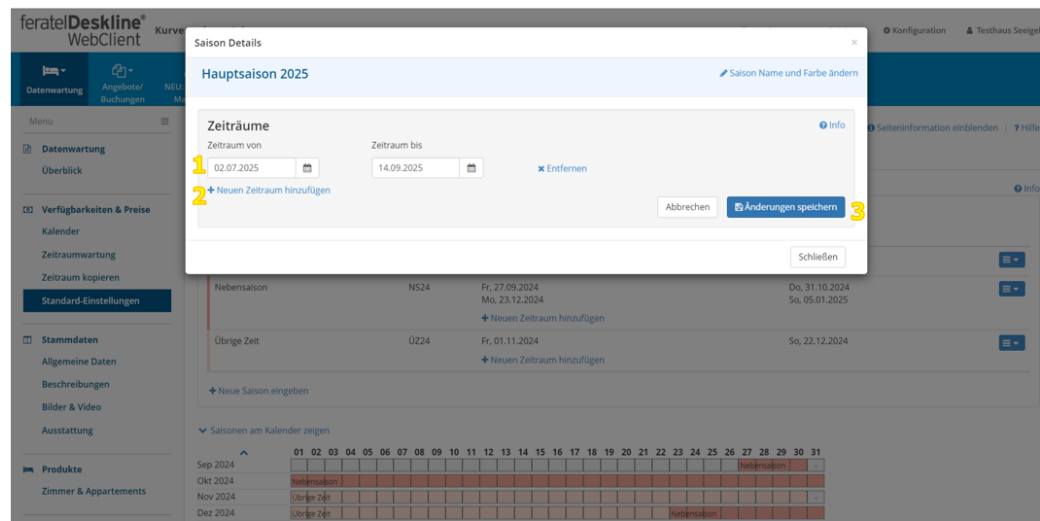 feratelDeskline®
WebClient
Kurve
Konfiguration
Testhaus Seeigel
Datenwartung
Angebote/
Buchungen
NEU:
Ma
Menu
Seiteninformation einblenden | ? Hilfe
Datenwartung
Überblick
Info
Verfügbarkeiten & Preise
Kalender
Zeitraumwartung
Zeitraum kopieren
Standard-Einstellungen
Stammdaten
Allgemeine Daten
Beschreibungen
Bilder & Video
Ausstattung
Produkte
Zimmer & Appartements
Saison Details ×
Hauptsaison 2025 Saison Name und Farbe ändern
Zeiträume Info
Zeitraum von Zeitraum bis
1 02.07.2025 14.09.2025 × Entfernen
2 + Neuen Zeitraum hinzufügen
Abbrechen Änderungen speichern 3
Schließen
Nebensaison NS24 Fr, 27.09.2024 Do, 31.10.2024
Mo, 23.12.2024 So, 05.01.2025
+ Neuen Zeitraum hinzufügen
Übrige Zeit ÜZ24 Fr, 01.11.2024 So, 22.12.2024
+ Neuen Zeitraum hinzufügen
+ Neue Saison eingeben
Saisonen am Kalender zeigen
01 02 03 04 05 06 07 08 09 10 11 12 13 14 15 16 17 18 19 20 21 22 23 24 25 26 27 28 29 30 31
Sep 2024 Nebensaison -
Okt 2024 Nebensaison
Nov 2024 Übrige Zeit -
Dez 2024 Übrige Zeit Nebensaison